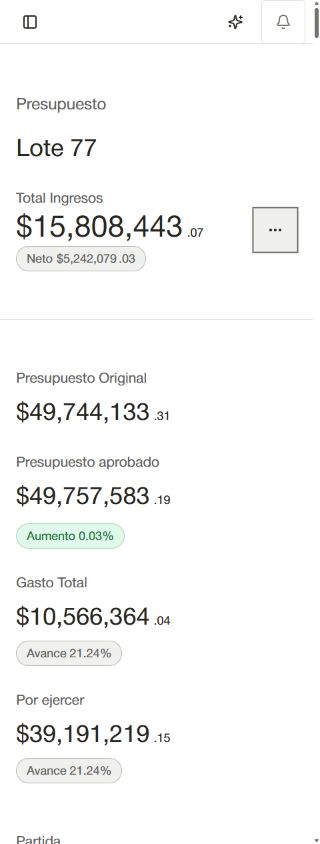 Presupuesto
Lote 77
Total Ingresos
$15,808,443 .07
Neto $5,242,079 .03
Presupuesto Original
$49,744,133 .31
Presupuesto aprobado
$49,757,583 .19
Aumento 0.03%
Gasto Total
$10,566,364 .04
Avance 21.24%
Por ejercer
$39,191,219 .15
Avance 21.24%
Partida